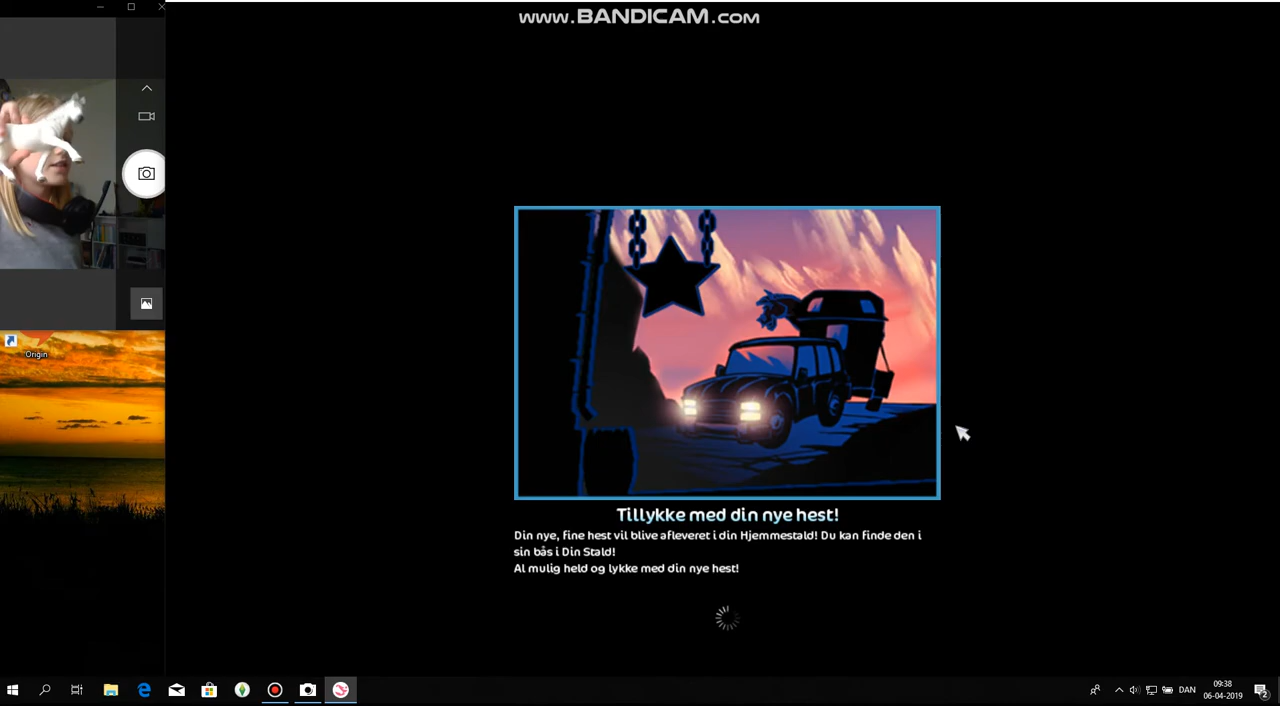 www.BANDICAM.com
Origin
Tillykke med din nye hest!
Din nye, fine hest vil blive afleveret i din Hjemmestald! Du kan finde den i
sin bås i Din Stald!
Al mulig held og lykke med din nye hest!
DAN
09:38
06-04-2019
2